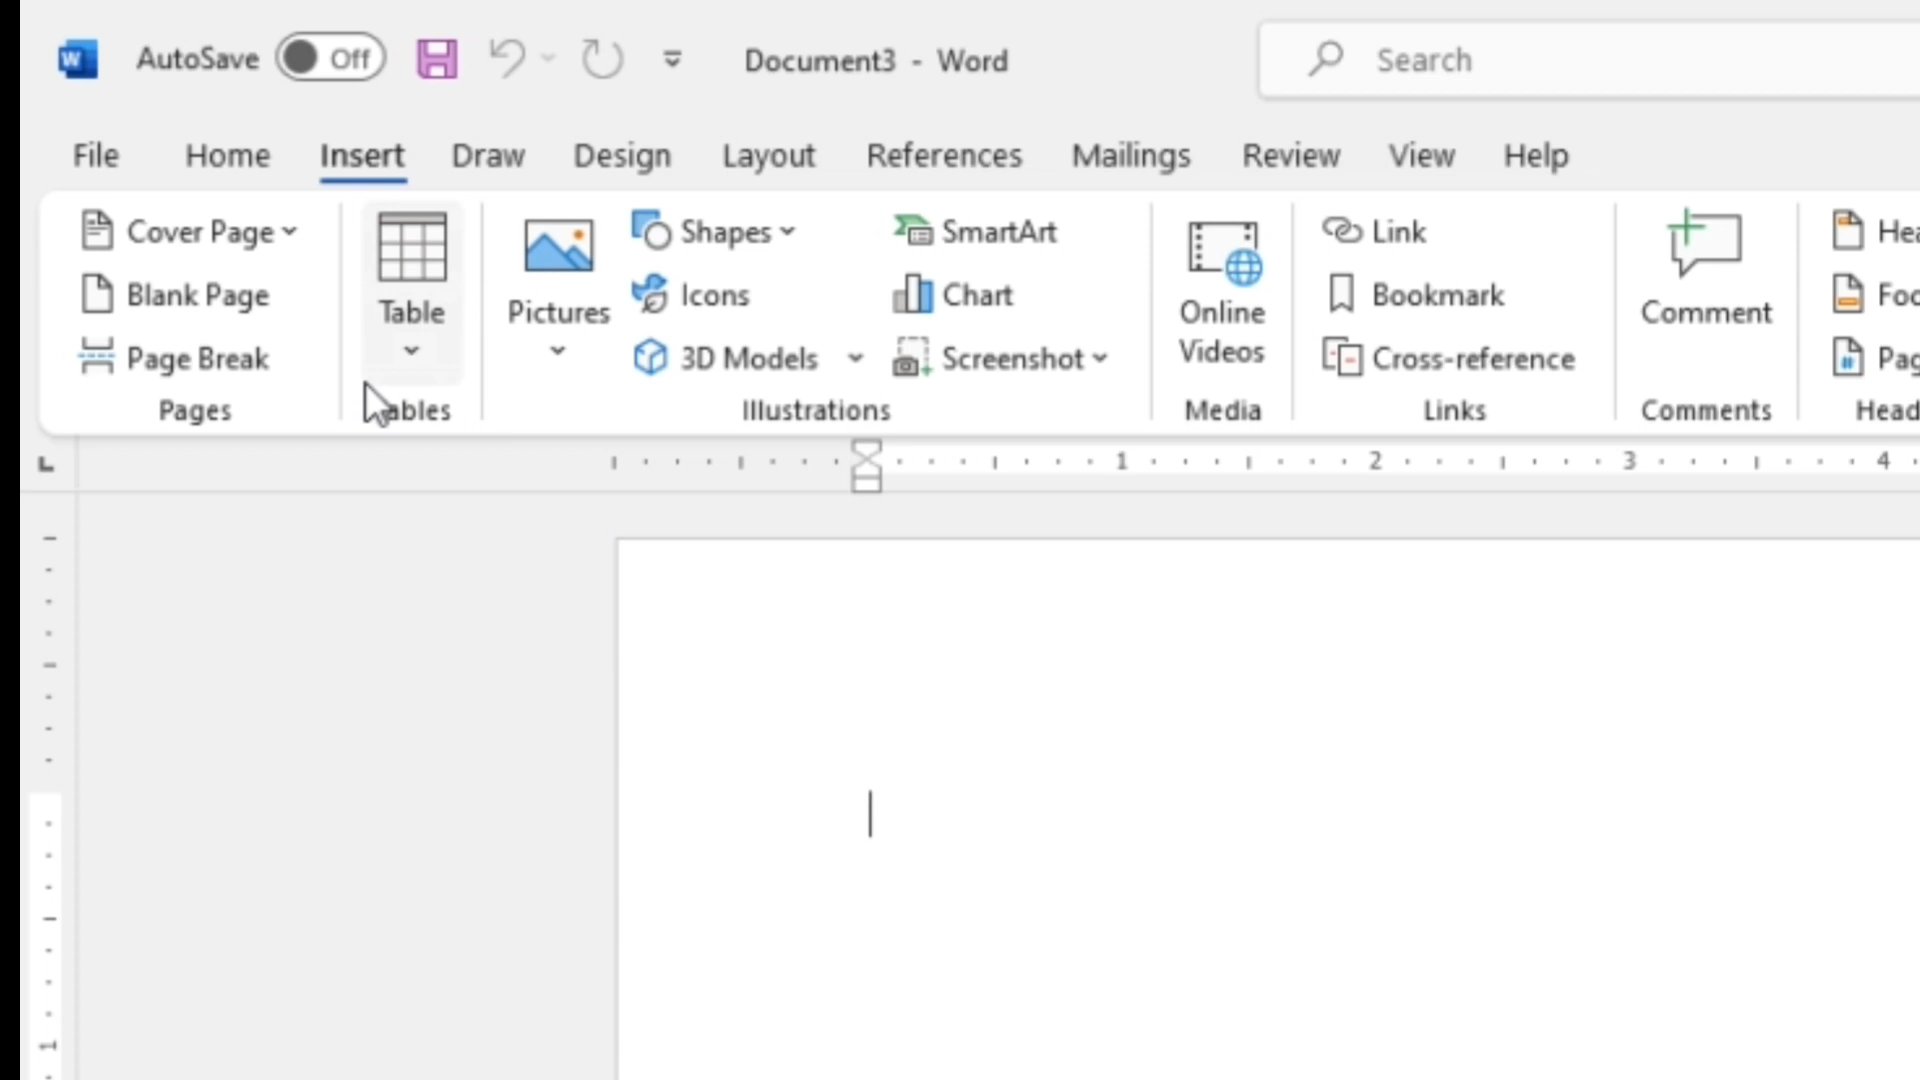 W AutoSave Off Document3 - Word Search
File Home Insert Draw Design Layout References Mailings Review View Help
Cover Page
Blank Page
Page Break
Pages
Table
Pictures
Shapes
Icons
3D Models
SmartArt
Chart
Screenshot
Illustrations
Online
Videos
Media
Link
Bookmark
Cross-reference
Links
Comment
Comments
1 2 3 4
1